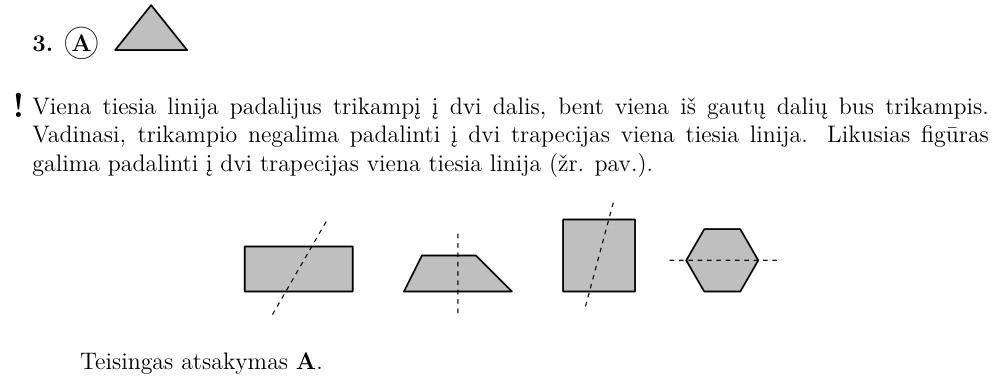 3. A
! Viena tiesia linija padalijus trikampį į dvi dalis, bent viena iš gautų dalių bus trikampis.
Vadinasi, trikampio negalima padalinti į dvi trapecijas viena tiesia linija. Likusias figūras
galima padalinti į dvi trapecijas viena tiesia linija (žr. pav.).
Teisingas atsakymas A.